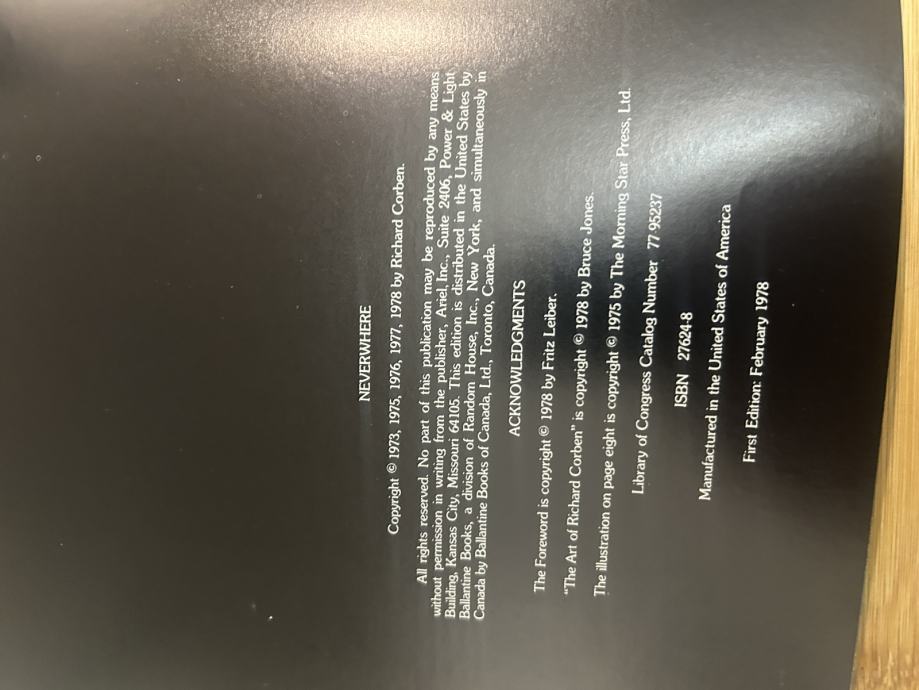 NEVERWHERE
Copyright © 1973, 1975, 1976, 1977, 1978 by Richard Corben.
All rights reserved. No part of this publication may be reproduced by any means
without permission in writing from the publisher, Ariel, Inc., Suite 2406, Power & Light
Building, Kansas City, Missouri 64105. This edition is distributed in the United States by
Ballantine Books, a division of Random House, Inc., New York, and simultaneously in
Canada by Ballantine Books of Canada, Ltd., Toronto, Canada.
ACKNOWLEDGMENTS
The Foreword is copyright © 1978 by Fritz Leiber.
“The Art of Richard Corben” is copyright © 1978 by Bruce Jones.
The illustration on page eight is copyright © 1975 by The Morning Star Press, Ltd.
Library of Congress Catalog Number 77 95237
ISBN 27624-8
Manufactured in the United States of America
First Edition: February 1978